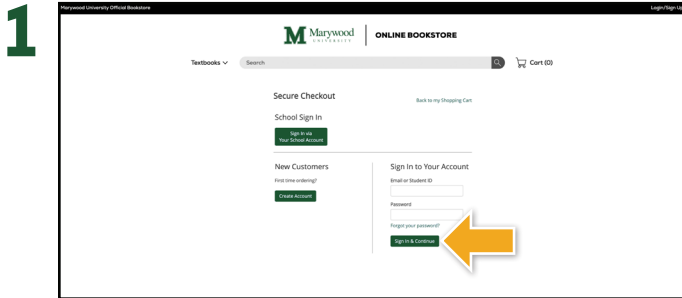 1
Marywood University Official Bookstore
Login/Sign Up
M Marywood UNIVERSITY ONLINE BOOKSTORE
Textbooks Search Cart (0)
Secure Checkout
Back to my Shopping Cart
School Sign In
Sign In via
Your School Account
New Customers
First time ordering?
Create Account
Sign In to Your Account
Email or Student ID
Password
Forgot your password?
Sign In & Continue